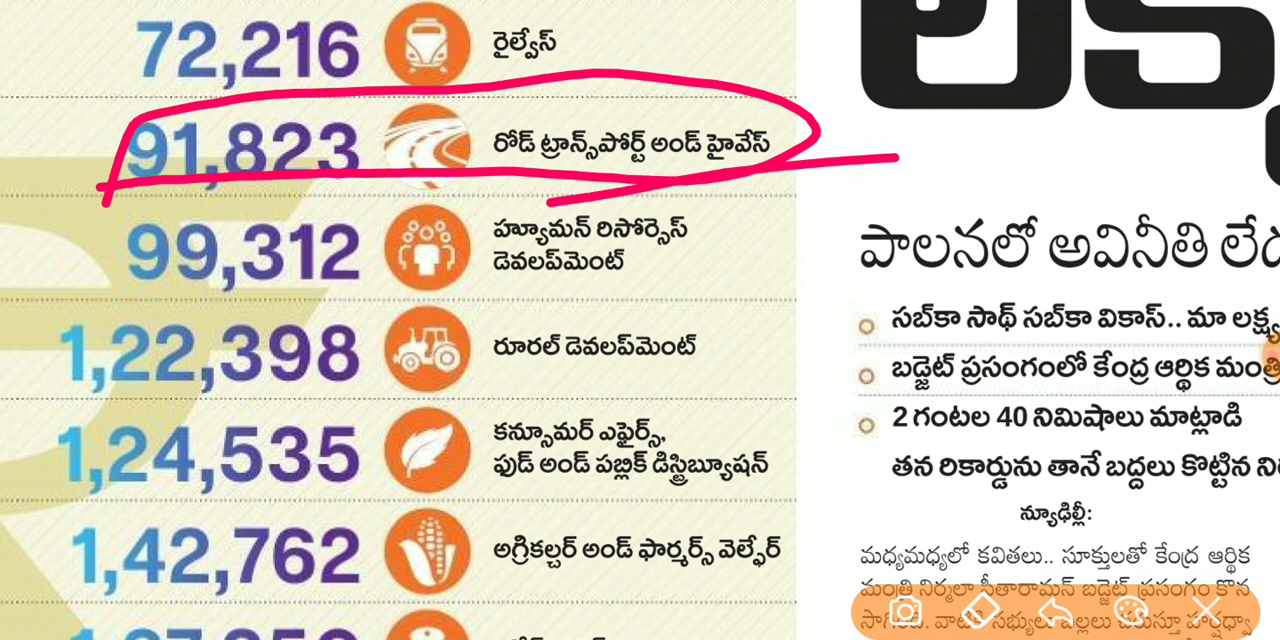 72,216 రైల్వేస్
91,823 రోడ్ ట్రాన్స్‌పోర్ట్ అండ్ హైవేస్
99,312 హ్యూమన్ రిసోర్సెస్
డెవలప్‌మెంట్
1,22,398 రూరల్ డెవలప్‌మెంట్
1,24,535 కన్సూమర్ ఎఫైర్స్,
ఫుడ్ అండ్ పబ్లిక్ డిస్ట్రిబ్యూషన్
1,42,762 అగ్రికల్చర్ అండ్ ఫార్మర్స్ వెల్ఫేర్
పాలనలో అవినీతి
సబ్‌కా సాథ్ సబ్‌కా వికాస్.. మా లక్ష్య
బడ్జెట్ ప్రసంగంలో కేంద్ర ఆర్థిక మంత్రి
2 గంటల 40 నిమిషాలు మాట్లాడి
తన రికార్డును తానే బద్దలు కొట్టిన
న్యూఢిల్లీ:
మధ్యమధ్యలో కవితలు.. సూక్తులతో కేంద్ర ఆర్థిక
మంత్రి నిర్మలా సీతారామన్ బడ్జెట్ ప్రసంగం కొన